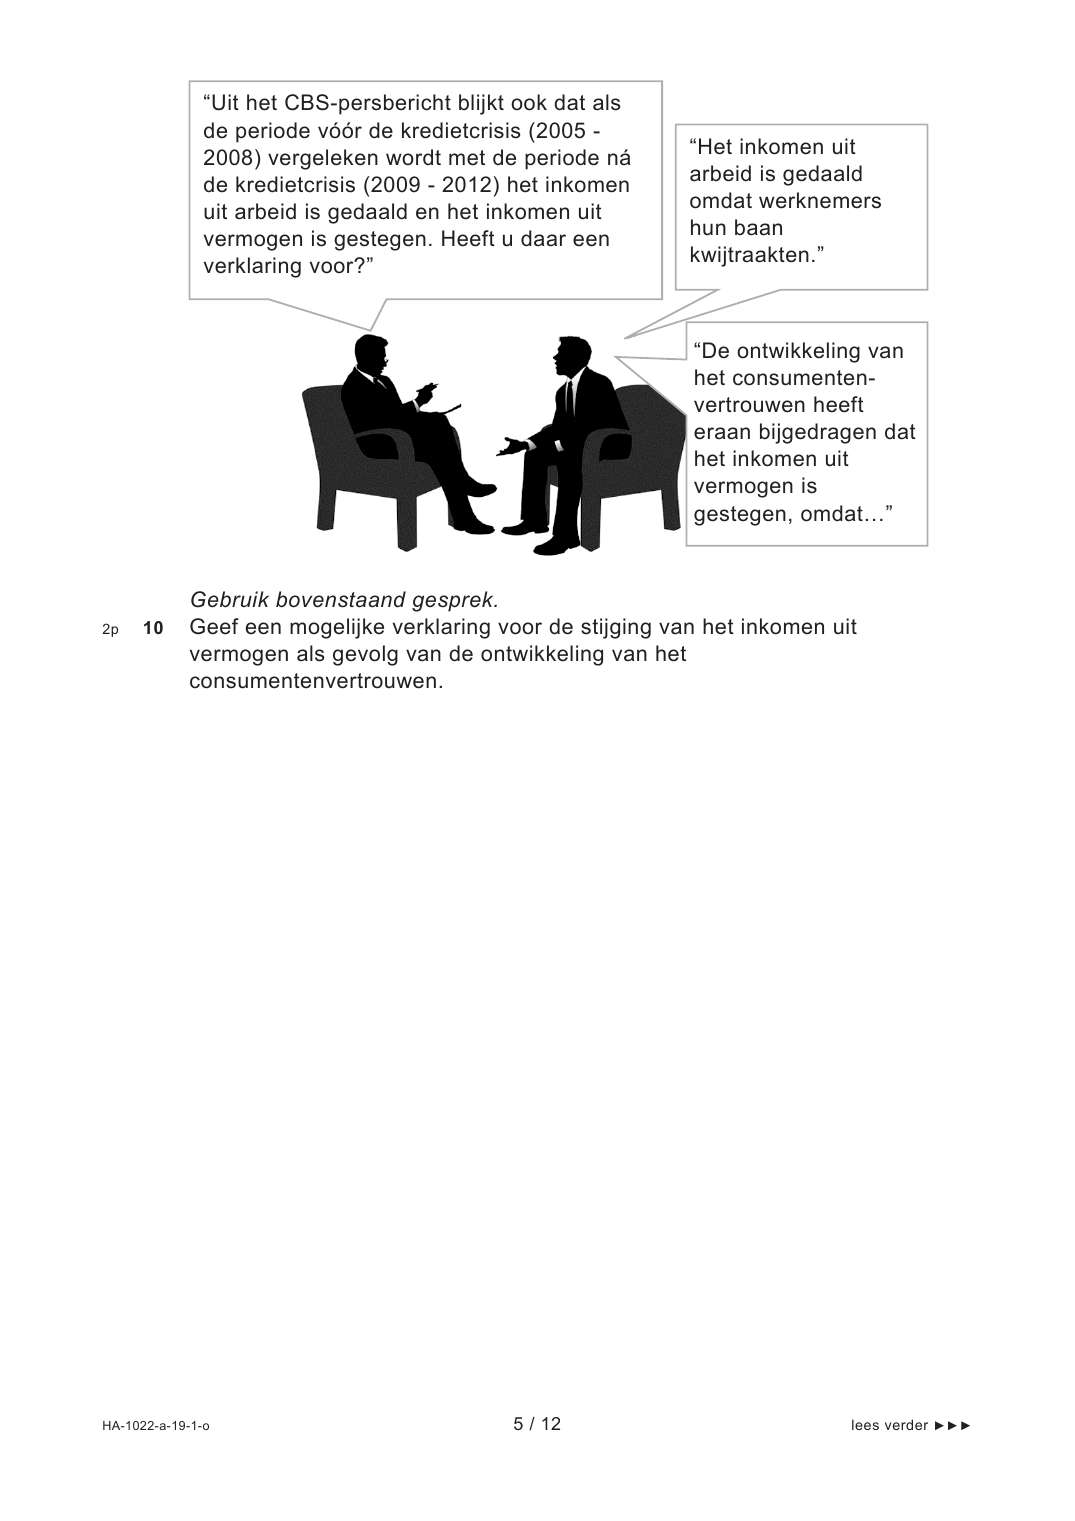 “Uit het CBS-persbericht blijkt ook dat als
de periode vóór de kredietcrisis (2005 -
2008) vergeleken wordt met de periode ná
de kredietcrisis (2009 - 2012) het inkomen
uit arbeid is gedaald en het inkomen uit
vermogen is gestegen. Heeft u daar een
verklaring voor?”
“Het inkomen uit
arbeid is gedaald
omdat werknemers
hun baan
kwijtraakten.”
“De ontwikkeling van
het consumenten-
vertrouwen heeft
eraan bijgedragen dat
het inkomen uit
vermogen is
gestegen, omdat…”
Gebruik bovenstaand gesprek.
2p 10 Geef een mogelijke verklaring voor de stijging van het inkomen uit
vermogen als gevolg van de ontwikkeling van het
consumentenvertrouwen.
HA-1022-a-19-1-o 5 / 12 lees verder ►►►